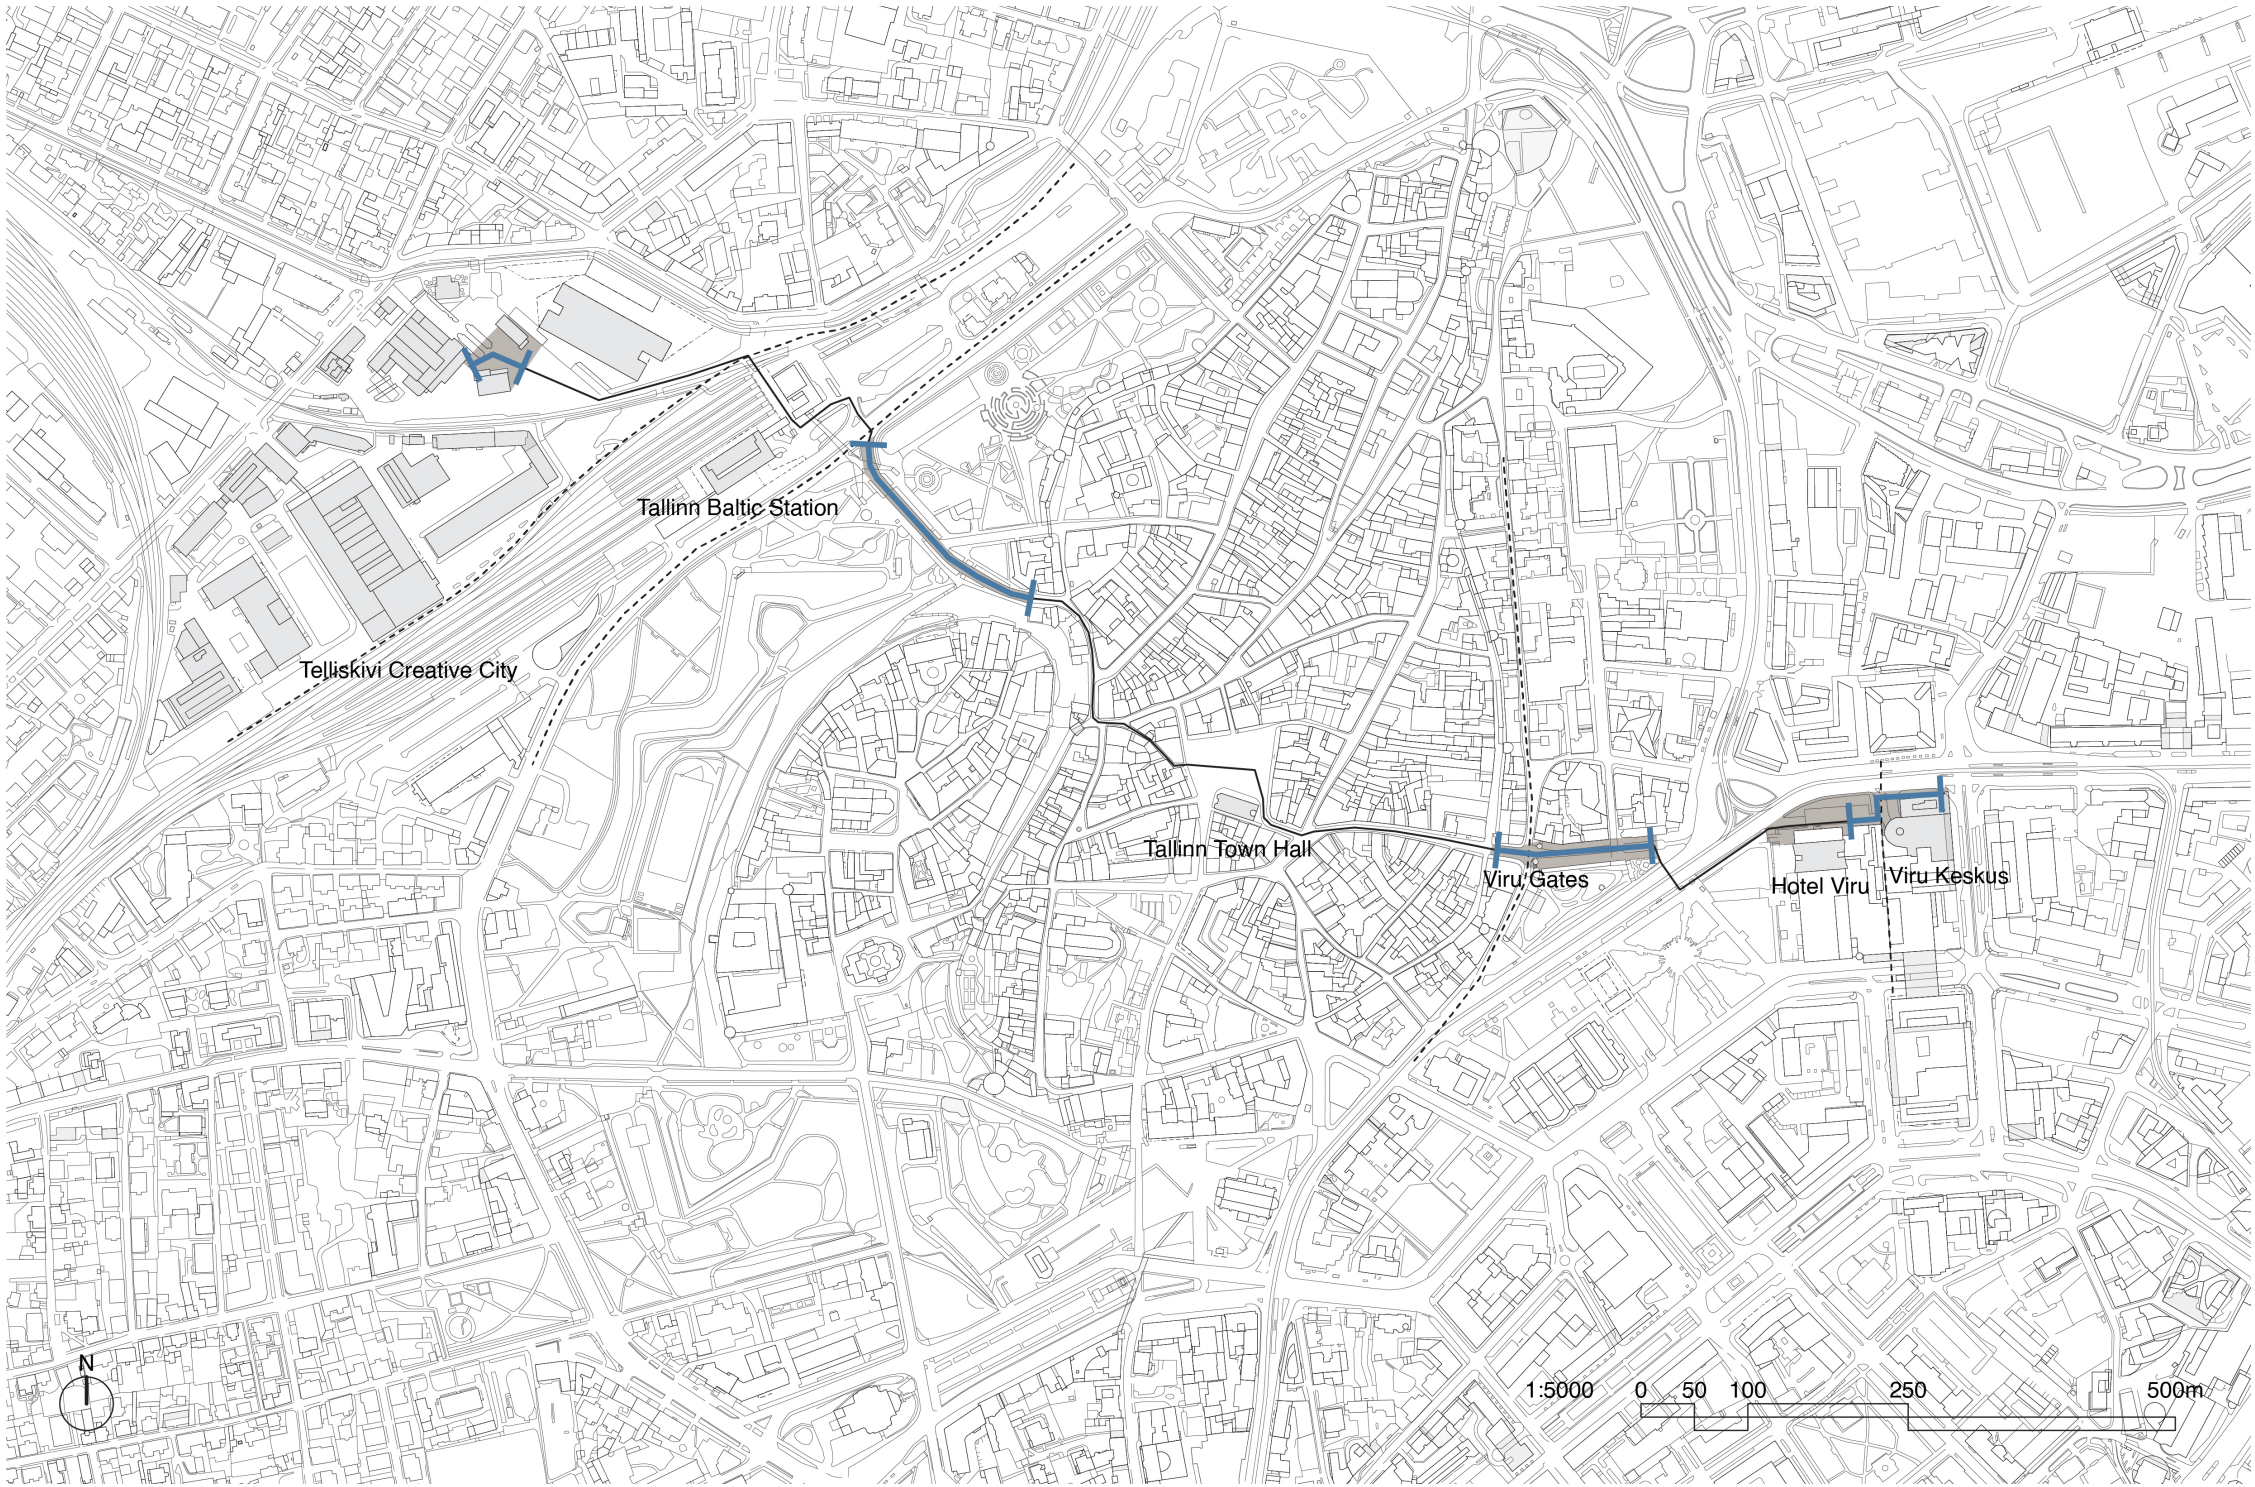 Tallinn Baltic Station
Telliskivi Creative City
Tallinn Town Hall
Viru Gates
Hotel Viru
Viru Keskus
N
1:5000 0 50 100 250 500m